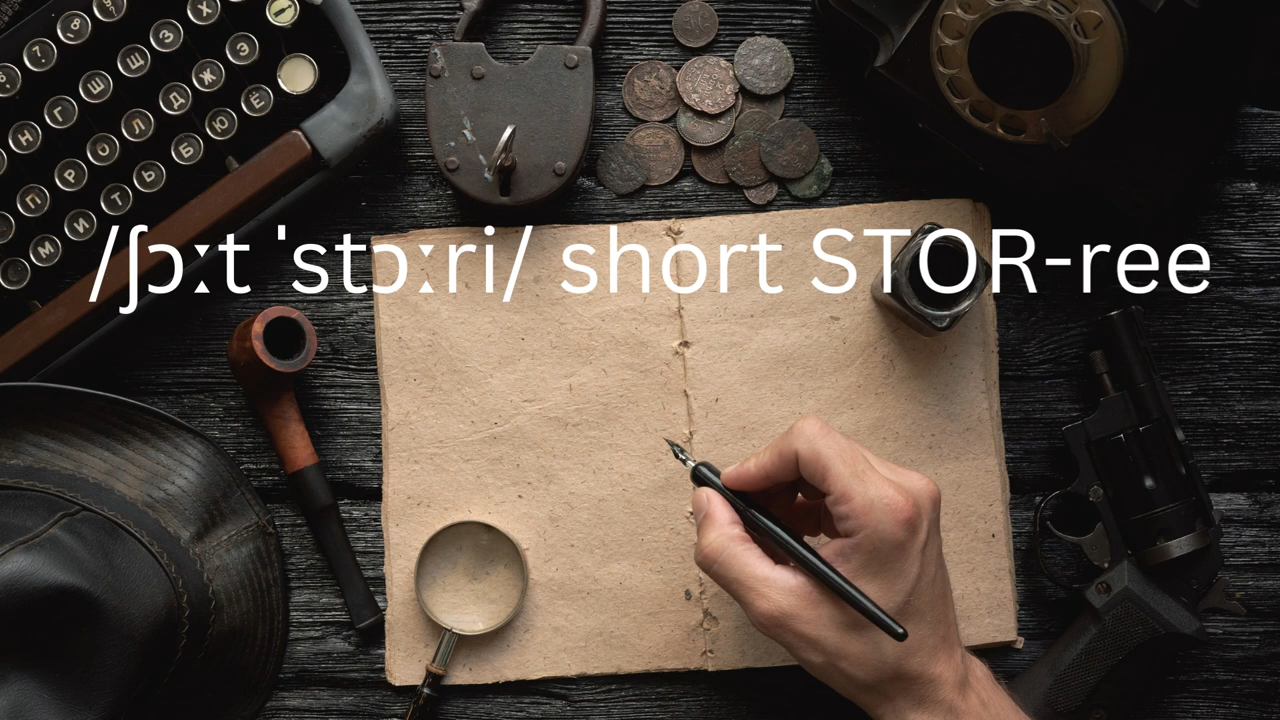 Н Г Ш Щ З Х
П Р О Л Д Ж Э
М И Т Ь Б Ю Ё
/ʃɔːt ˈstɔːri/ short STOR-ree